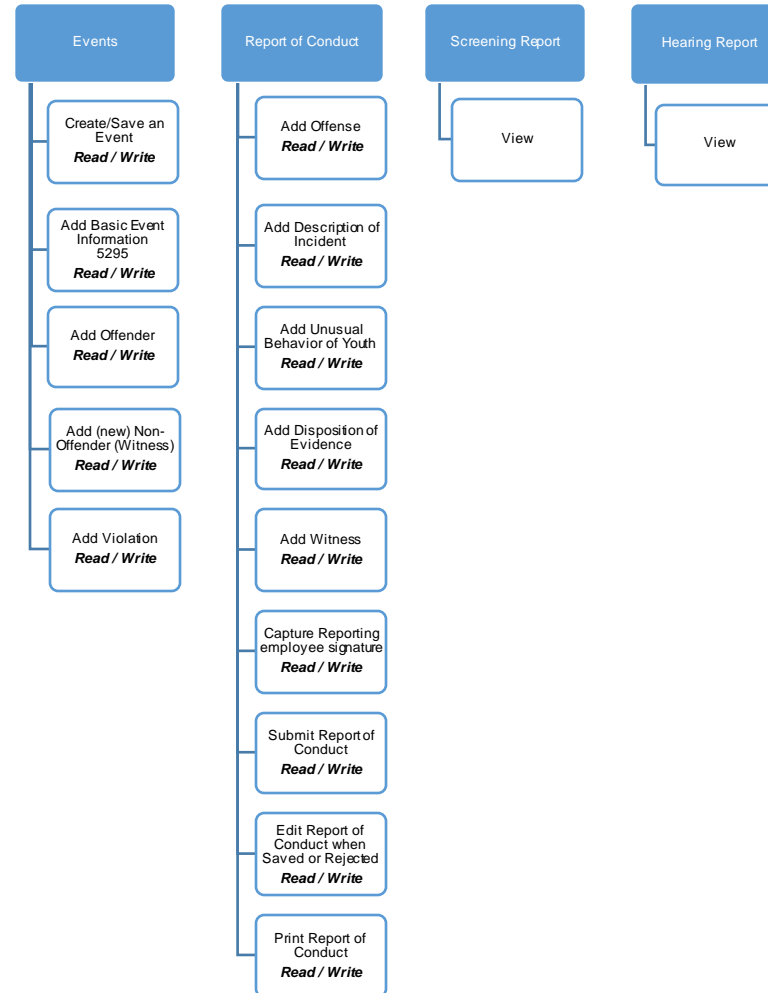 Events
Create/Save an
Event
Read / Write
Add Basic Event
Information
5295
Read / Write
Add Offender
Read / Write
Add (new) Non-
Offender (Witness)
Read / Write
Add Violation
Read / Write
Report of Conduct
Add Offense
Read / Write
Add Description of
Incident
Read / Write
Add Unusual
Behavior of Youth
Read / Write
Add Disposition of
Evidence
Read / Write
Add Witness
Read / Write
Capture Reporting
employee signature
Read / Write
Submit Report of
Conduct
Read / Write
Edit Report of
Conduct when
Saved or Rejected
Read / Write
Print Report of
Conduct
Read / Write
Screening Report
View
Hearing Report
View